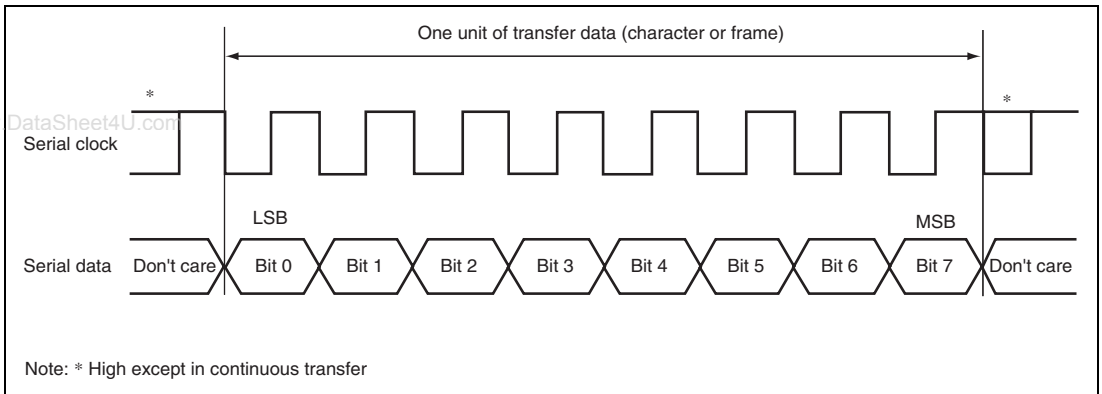 One unit of transfer data (character or frame)
*
*
DataSheet4U.com
Serial clock
LSB
MSB
Serial data Don't care Bit 0 Bit 1 Bit 2 Bit 3 Bit 4 Bit 5 Bit 6 Bit 7 Don't care
Note: * High except in continuous transfer